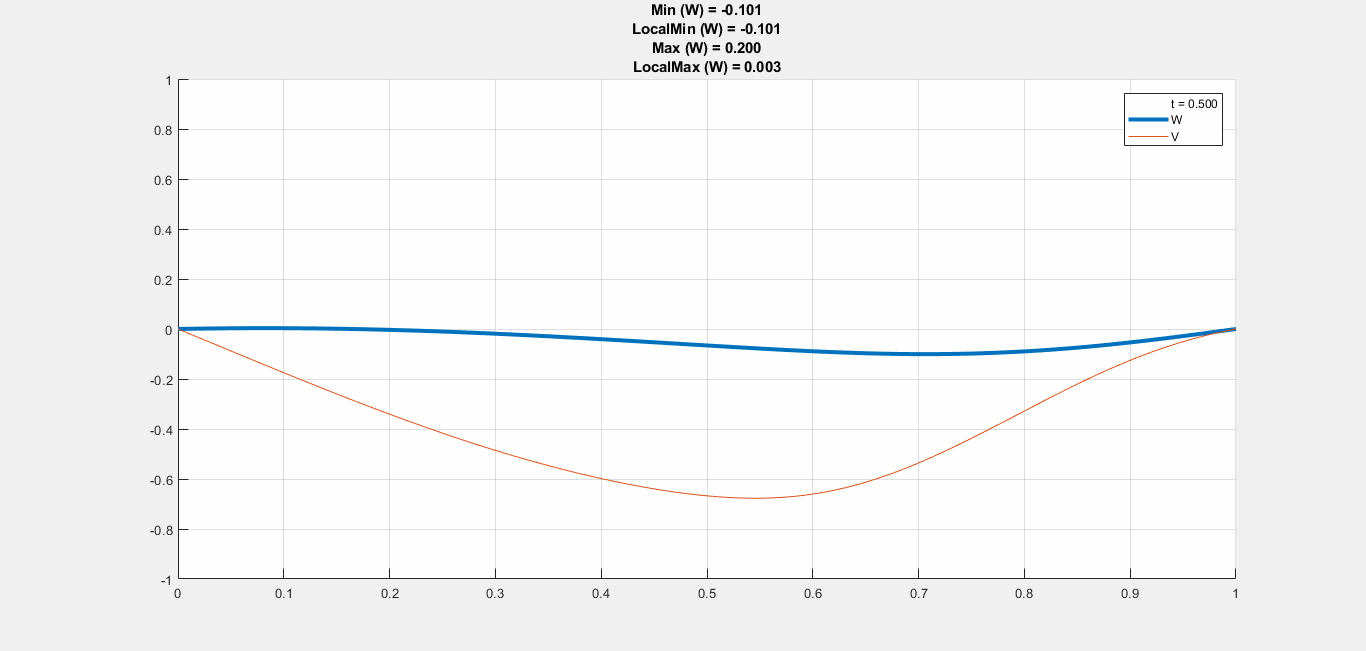 Min (W) = -0.101
LocalMin (W) = -0.101
Max (W) = 0.200
LocalMax (W) = 0.003
t = 0.500
W
V
1
0.8
0.6
0.4
0.2
0
-0.2
-0.4
-0.6
-0.8
-1
0 0.1 0.2 0.3 0.4 0.5 0.6 0.7 0.8 0.9 1